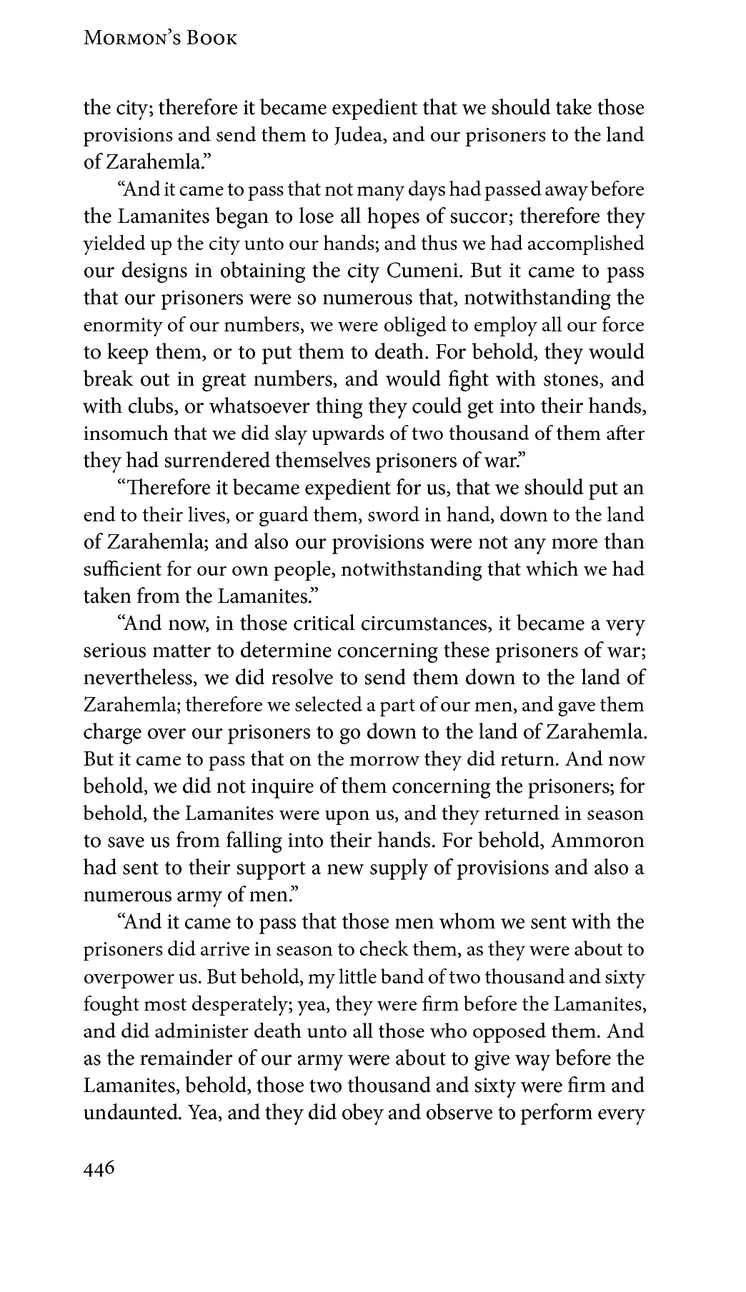 Mormon’s Book
the city; therefore it became expedient that we should take those
provisions and send them to Judea, and our prisoners to the land
of Zarahemla.”
“And it came to pass that not many days had passed away before
the Lamanites began to lose all hopes of succor; therefore they
yielded up the city unto our hands; and thus we had accomplished
our designs in obtaining the city Cumeni. But it came to pass
that our prisoners were so numerous that, notwithstanding the
enormity of our numbers, we were obliged to employ all our force
to keep them, or to put them to death. For behold, they would
break out in great numbers, and would fight with stones, and
with clubs, or whatsoever thing they could get into their hands,
insomuch that we did slay upwards of two thousand of them after
they had surrendered themselves prisoners of war.”
“Therefore it became expedient for us, that we should put an
end to their lives, or guard them, sword in hand, down to the land
of Zarahemla; and also our provisions were not any more than
sufficient for our own people, notwithstanding that which we had
taken from the Lamanites.”
“And now, in those critical circumstances, it became a very
serious matter to determine concerning these prisoners of war;
nevertheless, we did resolve to send them down to the land of
Zarahemla; therefore we selected a part of our men, and gave them
charge over our prisoners to go down to the land of Zarahemla.
But it came to pass that on the morrow they did return. And now
behold, we did not inquire of them concerning the prisoners; for
behold, the Lamanites were upon us, and they returned in season
to save us from falling into their hands. For behold, Ammoron
had sent to their support a new supply of provisions and also a
numerous army of men.”
“And it came to pass that those men whom we sent with the
prisoners did arrive in season to check them, as they were about to
overpower us. But behold, my little band of two thousand and sixty
fought most desperately; yea, they were firm before the Lamanites,
and did administer death unto all those who opposed them. And
as the remainder of our army were about to give way before the
Lamanites, behold, those two thousand and sixty were firm and
undaunted. Yea, and they did obey and observe to perform every
446